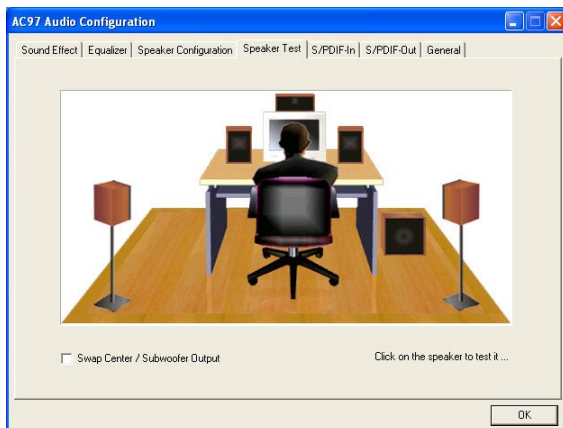 AC97 Audio Configuration
Sound Effect Equalizer Speaker Configuration Speaker Test S/PDIF-In S/PDIF-Out General
Swap Center / Subwoofer Output
Click on the speaker to test it ...
OK